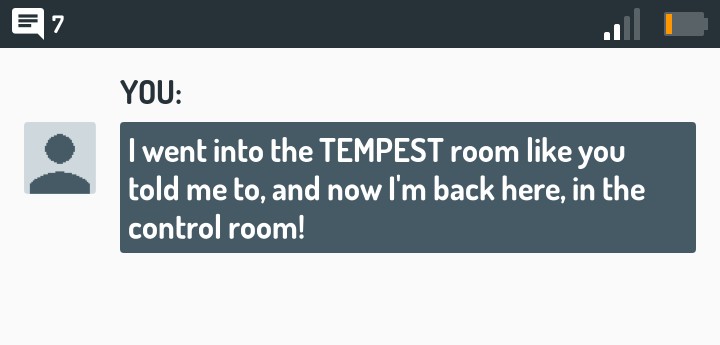 7
YOU:
I went into the TEMPEST room like you
told me to, and now I'm back here, in the
control room!